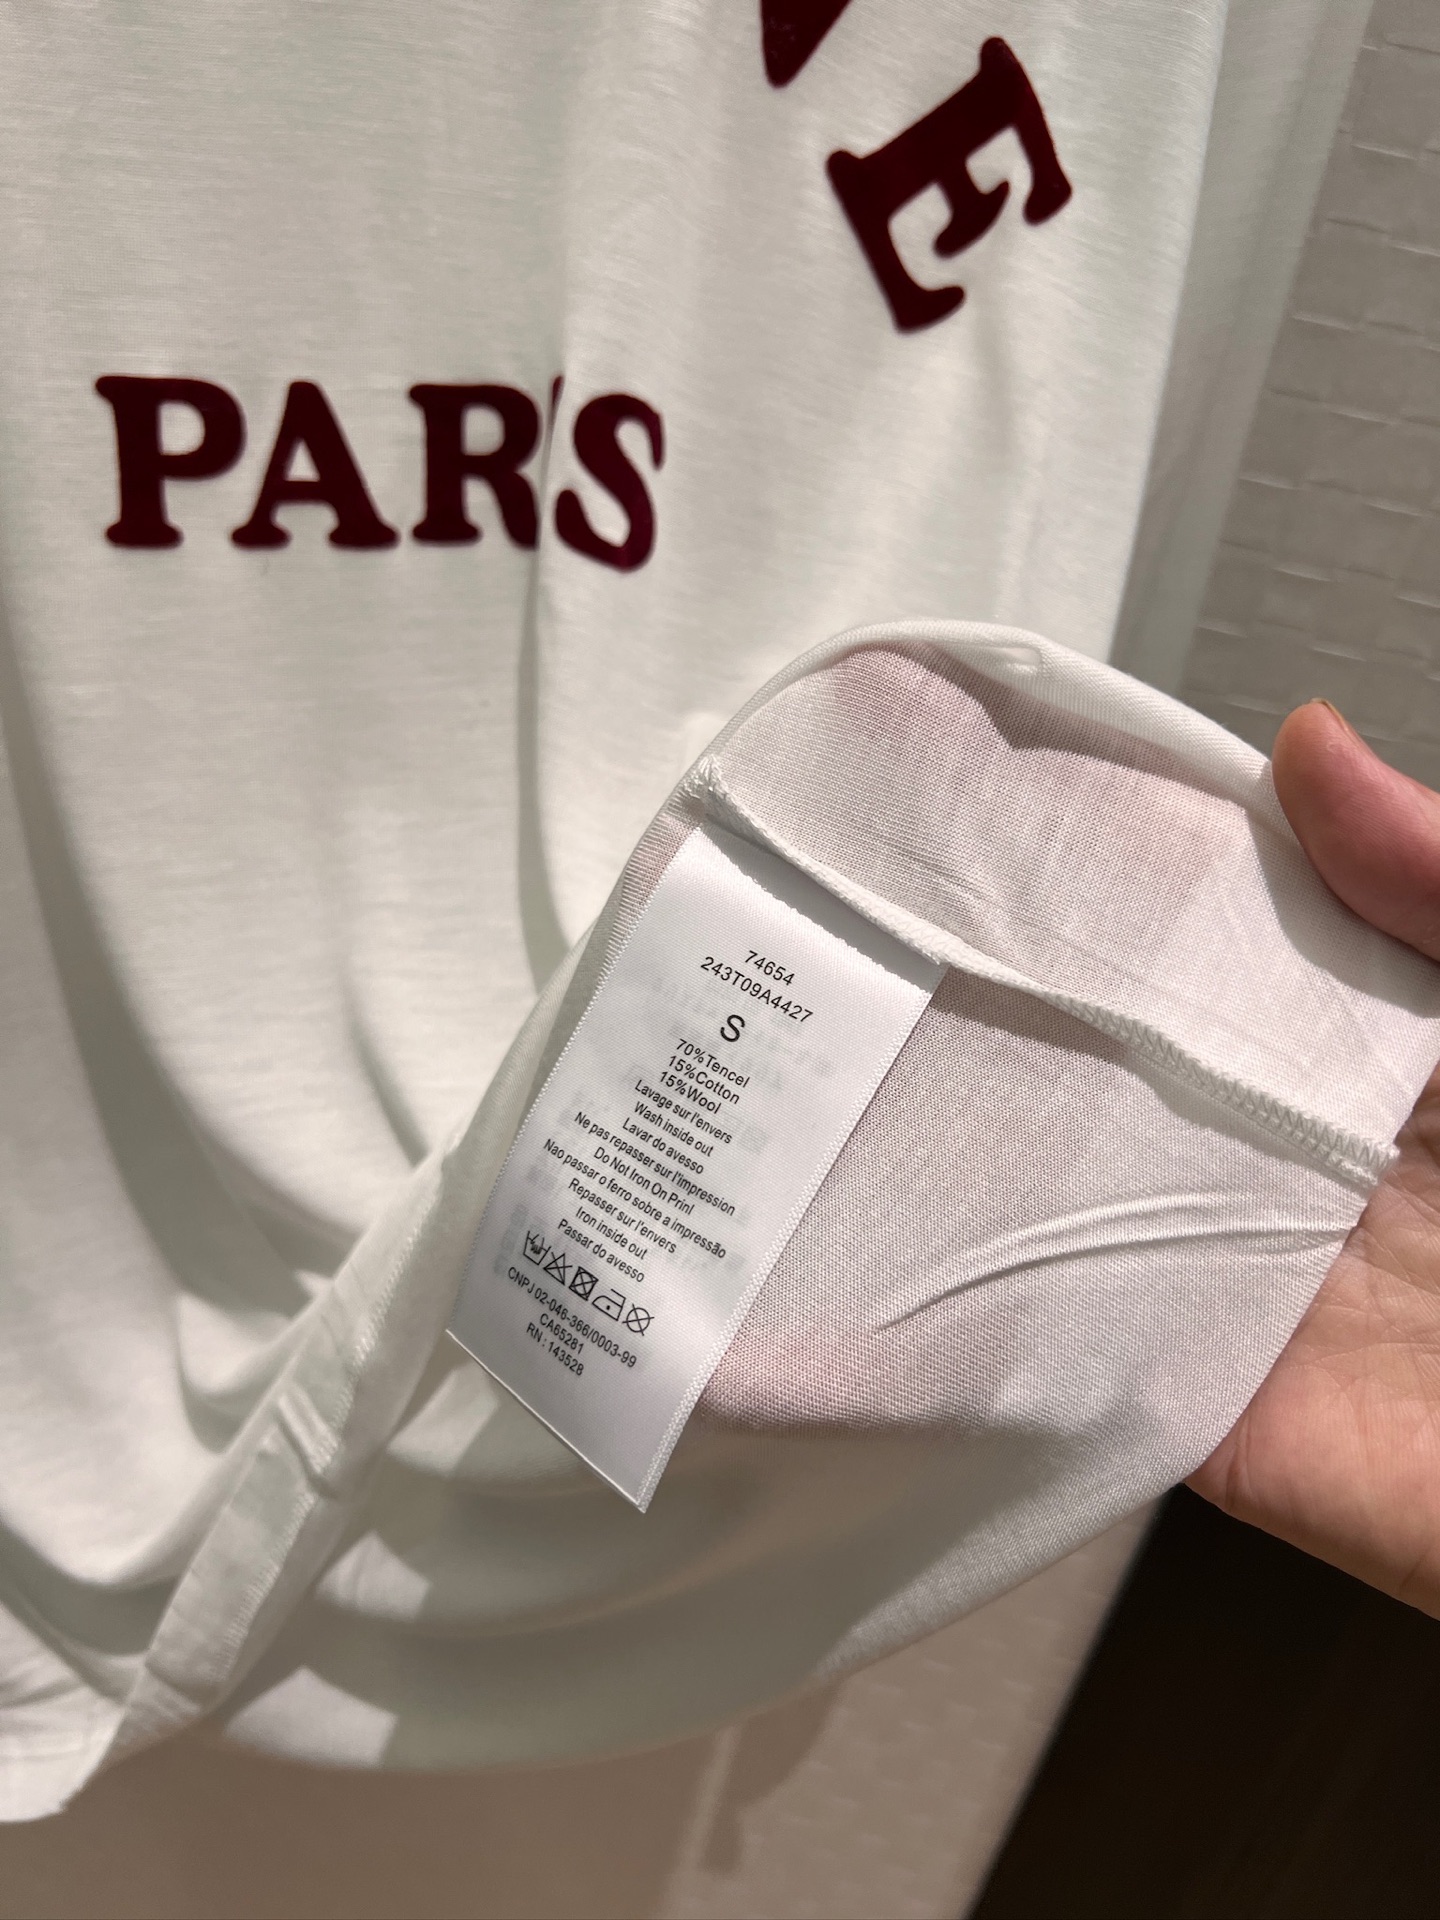 E
PARIS
74654
243T09A4427
S
70%Tencel
15%Cotton
15%Wool
Lavage sur l'envers
Wash inside out
Lavar do avesso
Ne pas repasser sur l'impression
Do Not Iron On Prinl
Nao passar o ferro sobre a impressão
Repasser sur l'envers
Iron inside out
Passar do avesso
CNPJ 02-046-366/0003-99
CA65281
RN : 143528